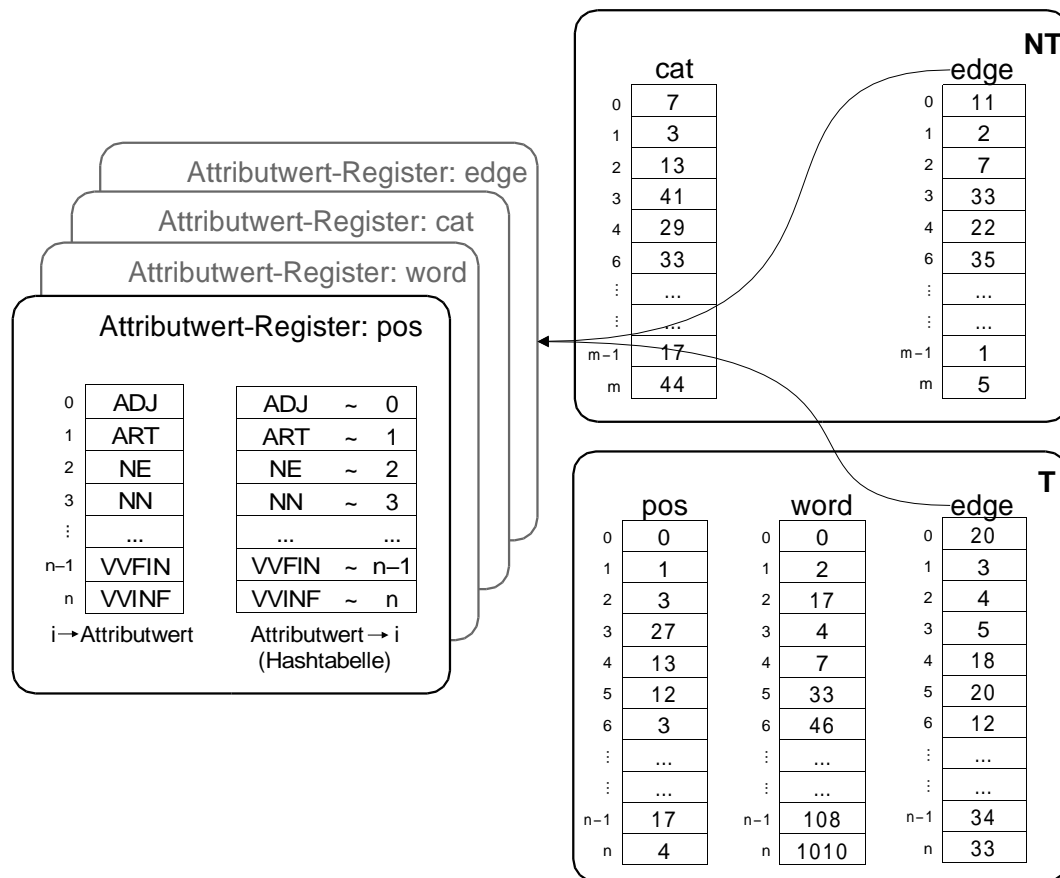 NT
cat edge
0 7 0 11
1 3 1 2
2 13 2 7
3 41 3 33
4 29 4 22
6 33 6 35
⋮ ... ⋮ ...
⋮ ... ⋮ ...
m−1 17 m−1 1
m 44 m 5
Attributwert-Register: edge
Attributwert-Register: cat
Attributwert-Register: word
Attributwert-Register: pos
0 ADJ ADJ ~ 0
1 ART ART ~ 1
2 NE NE ~ 2
3 NN NN ~ 3
⋮ ... ... ...
n−1 VVFIN VVFIN ~ n−1
n VVINF VVINF ~ n
i→Attributwert Attributwert→i
(Hashtabelle)
T
pos word edge
0 0 0 0 0 20
1 1 1 2 1 3
2 3 2 17 2 4
3 27 3 4 3 5
4 13 4 7 4 18
5 12 5 33 5 20
6 3 6 46 6 12
⋮ ... ⋮ ... ⋮ ...
⋮ ... ⋮ ... ⋮ ...
n−1 17 n−1 108 n−1 34
n 4 n 1010 n 33